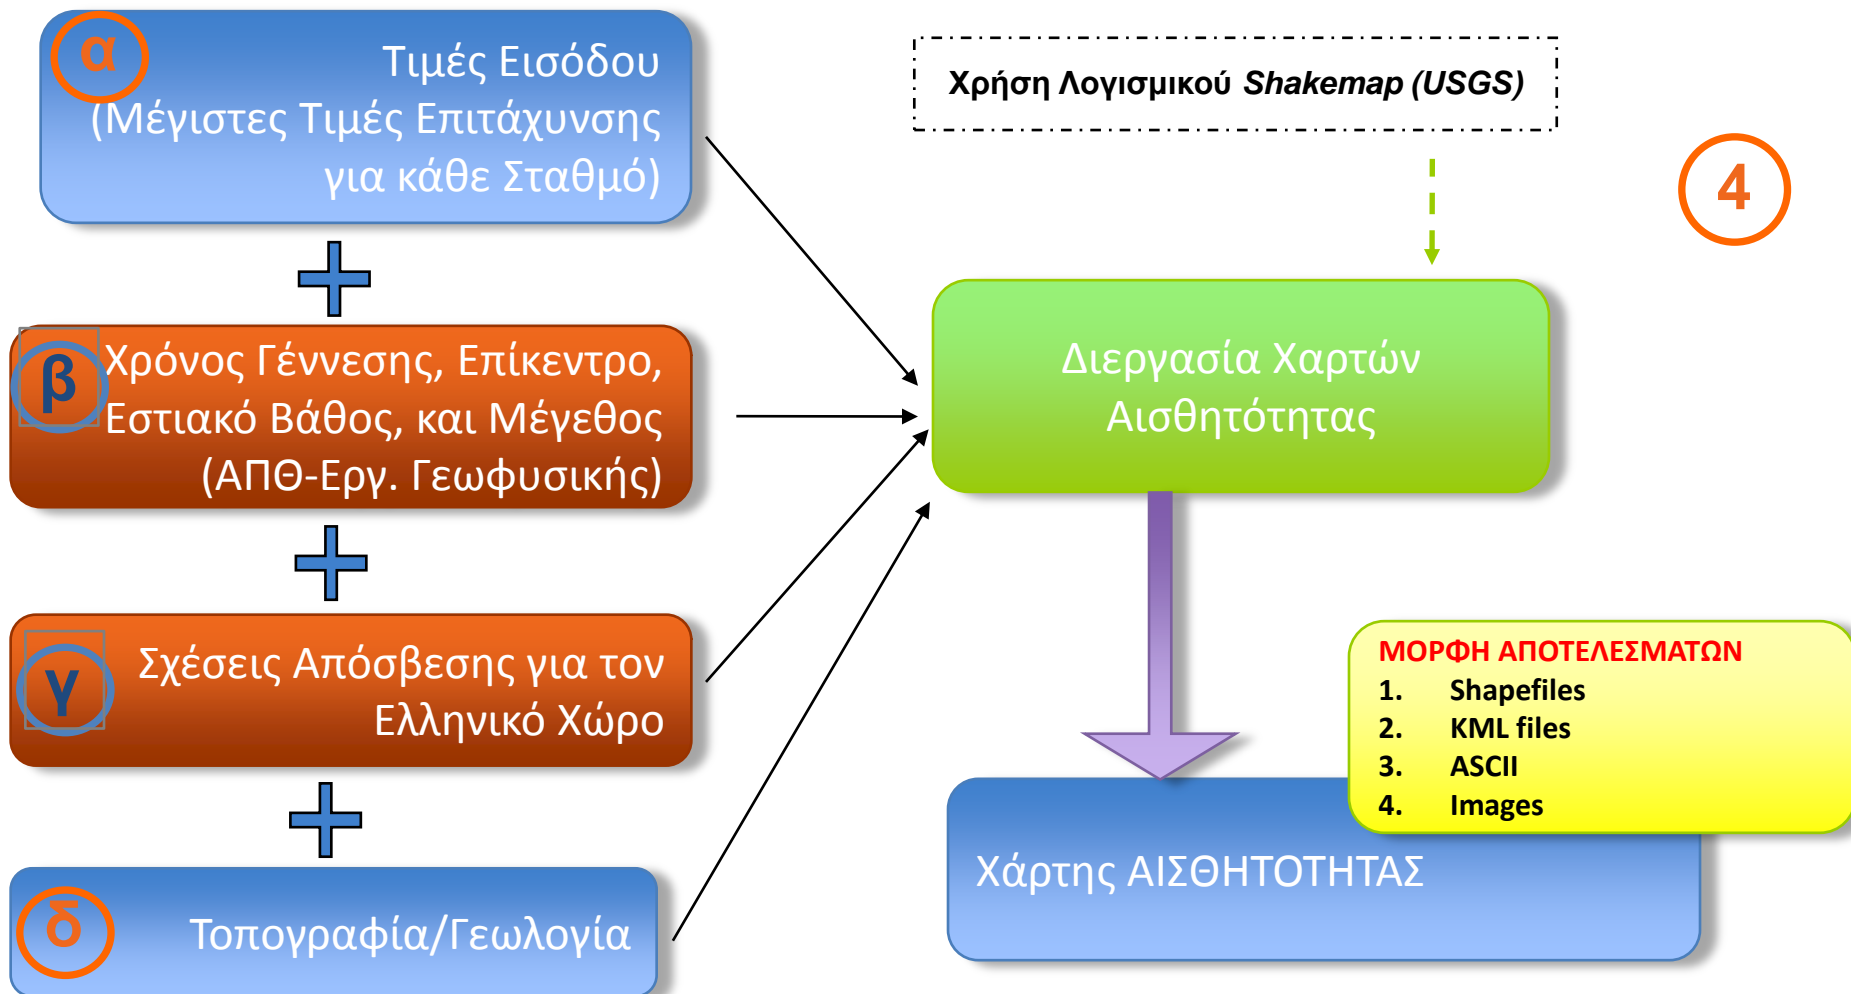 α
Τιμές Εισόδου
(Μέγιστες Τιμές Επιτάχυνσης
για κάθε Σταθμό)
β
Χρόνος Γέννεσης, Επίκεντρο,
Εστιακό Βάθος, και Μέγεθος
(ΑΠΘ-Εργ. Γεωφυσικής)
γ
Σχέσεις Απόσβεσης για τον
Ελληνικό Χώρο
δ
Τοπογραφία/Γεωλογία
Χρήση Λογισμικού Shakemap (USGS)
4
Διεργασία Χαρτών
Αισθητότητας
ΜΟΡΦΗ ΑΠΟΤΕΛΕΣΜΑΤΩΝ
1. Shapefiles
2. KML files
3. ASCII
4. Images
Χάρτης ΑΙΣΘΗΤΟΤΗΤΑΣ